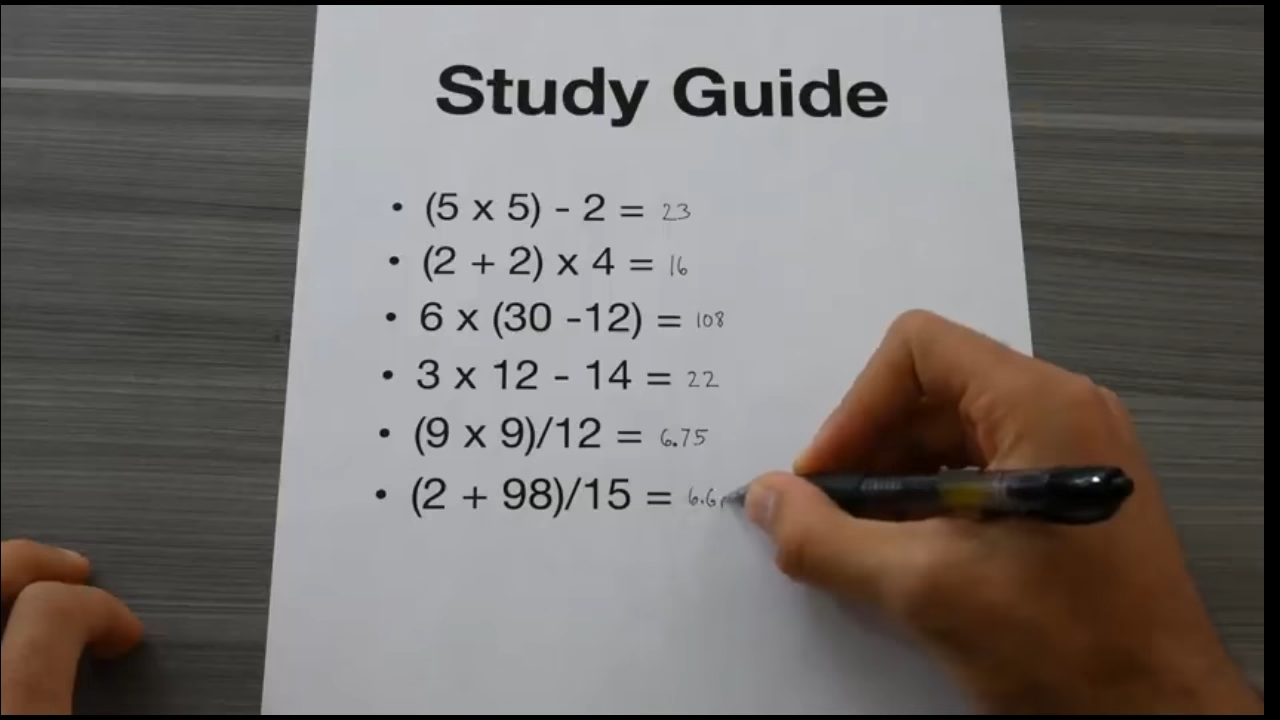 Study Guide
• (5 x 5) - 2 = 23
• (2 + 2) x 4 = 16
• 6 x (30 -12) = 108
• 3 x 12 - 14 = 22
• (9 x 9)/12 = 6.75
• (2 + 98)/15 = 6.6